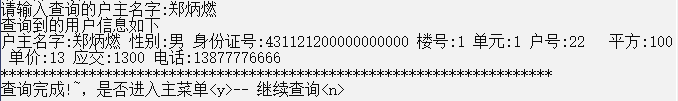 请输入查询的户主名字:郑炳燃
查询到的用户信息如下
户主名字:郑炳燃 性别:男 身份证号:431121200000000000 楼号:1 单元:1 户号:22   平方:100
 单价:13 应交:1300 电话:13877776666
*********************************************************************
查询完成!~, 是否进入主菜单<y>-- 继续查询<n>